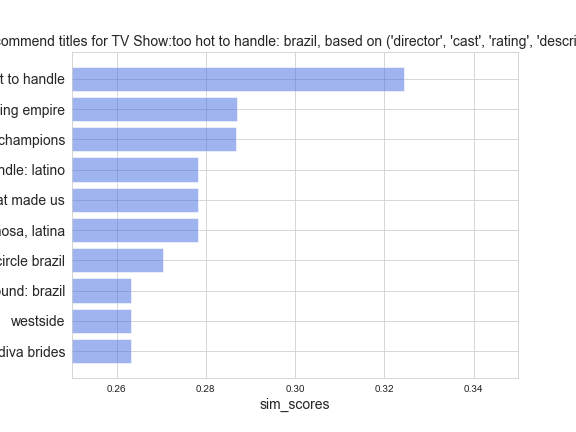 ommend titles for TV Show:too hot to handle: brazil, based on ('director', 'cast', 'rating', 'descri
t to handle
ing empire
champions
ndle: latino
at made us
nosa, latina
circle brazil
ound: brazil
westside
diva brides
0.26 0.28 0.30 0.32 0.34
sim_scores